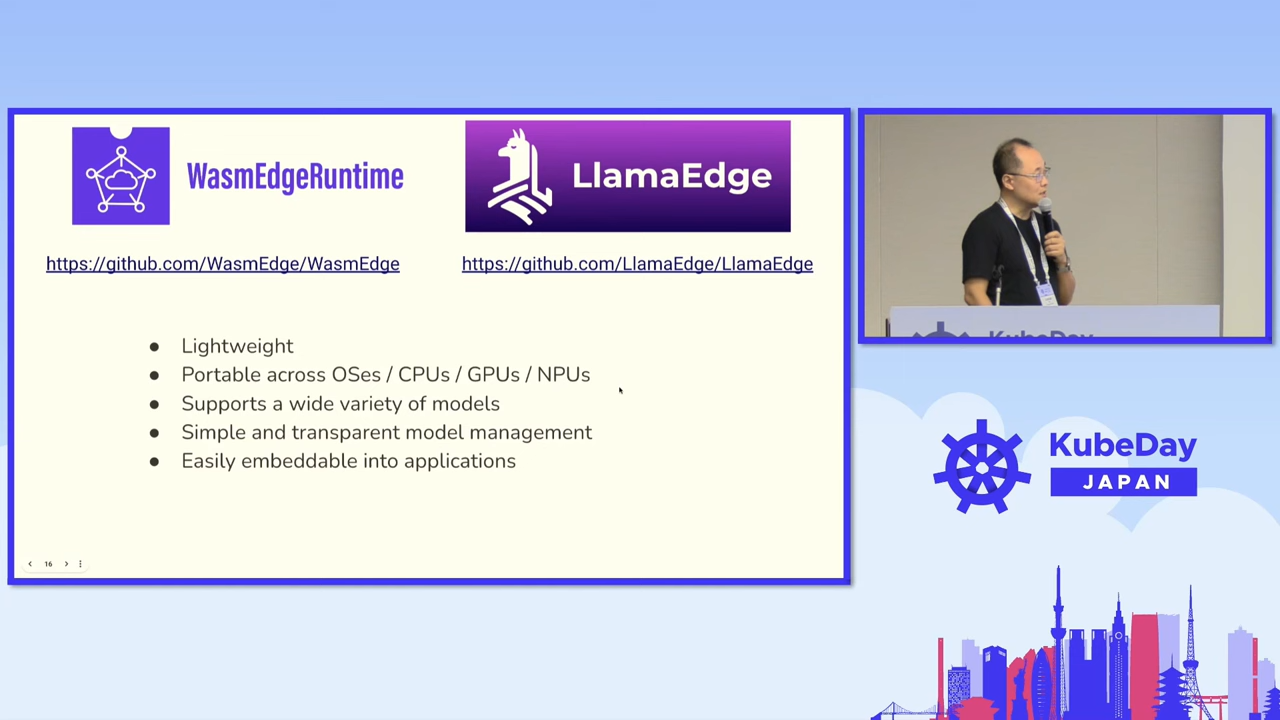 WasmEdgeRuntime
LlamaEdge
https://github.com/WasmEdge/WasmEdge
https://github.com/LlamaEdge/LlamaEdge
● Lightweight
● Portable across OSes / CPUs / GPUs / NPUs
● Supports a wide variety of models
● Simple and transparent model management
● Easily embeddable into applications
16
KubeDay
KubeDay
JAPAN